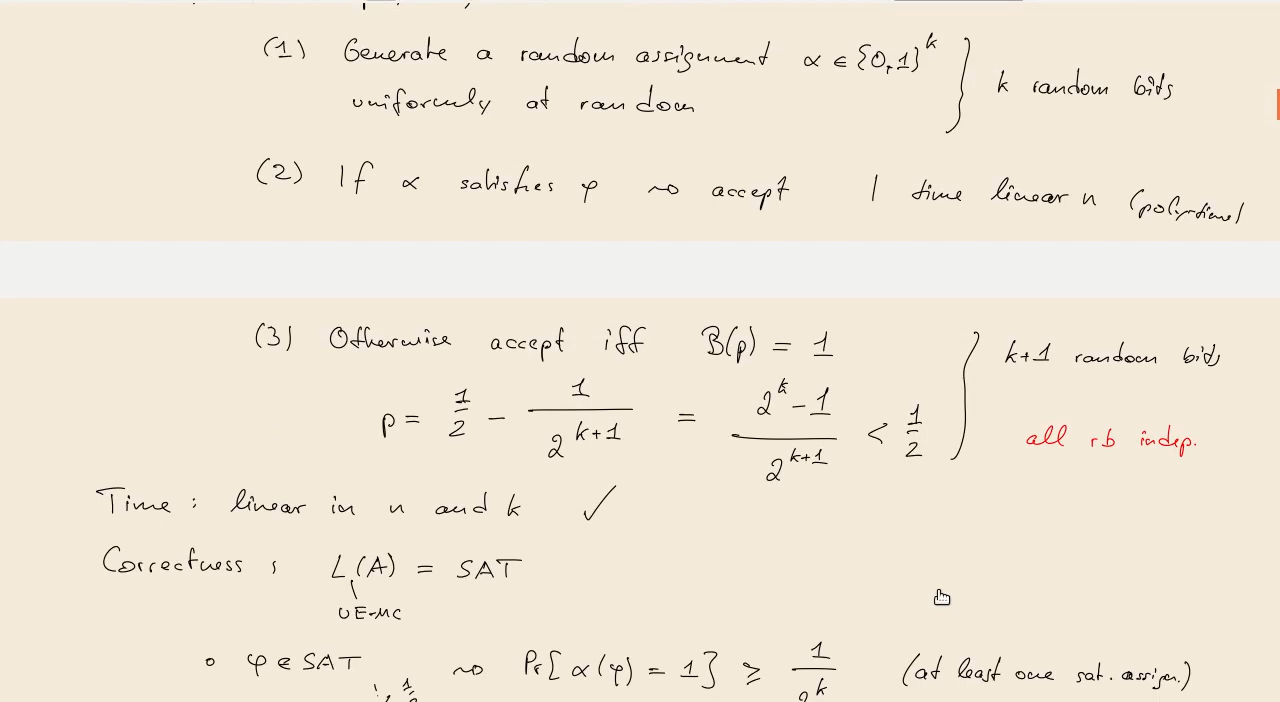 (1) Generate a random assignment α ∈ {0,1}^k } k random bits
uniformly at random
(2) If α satisfies φ ⇝ accept | time linear n (polytime)
(3) Otherwise accept iff B(p) = 1 } k+1 random bits
p = 1/2 - 1/2^{k+1} = (2^k - 1)/2^{k+1} < 1/2
all rb indep.
Time : linear in n and k ✓
Correctness : L(A) = SAT
UE-MC
φ ∈ SAT ⇝ Pr[α(φ) = 1] ≥ 1/2^k (at least one sat. assign.)